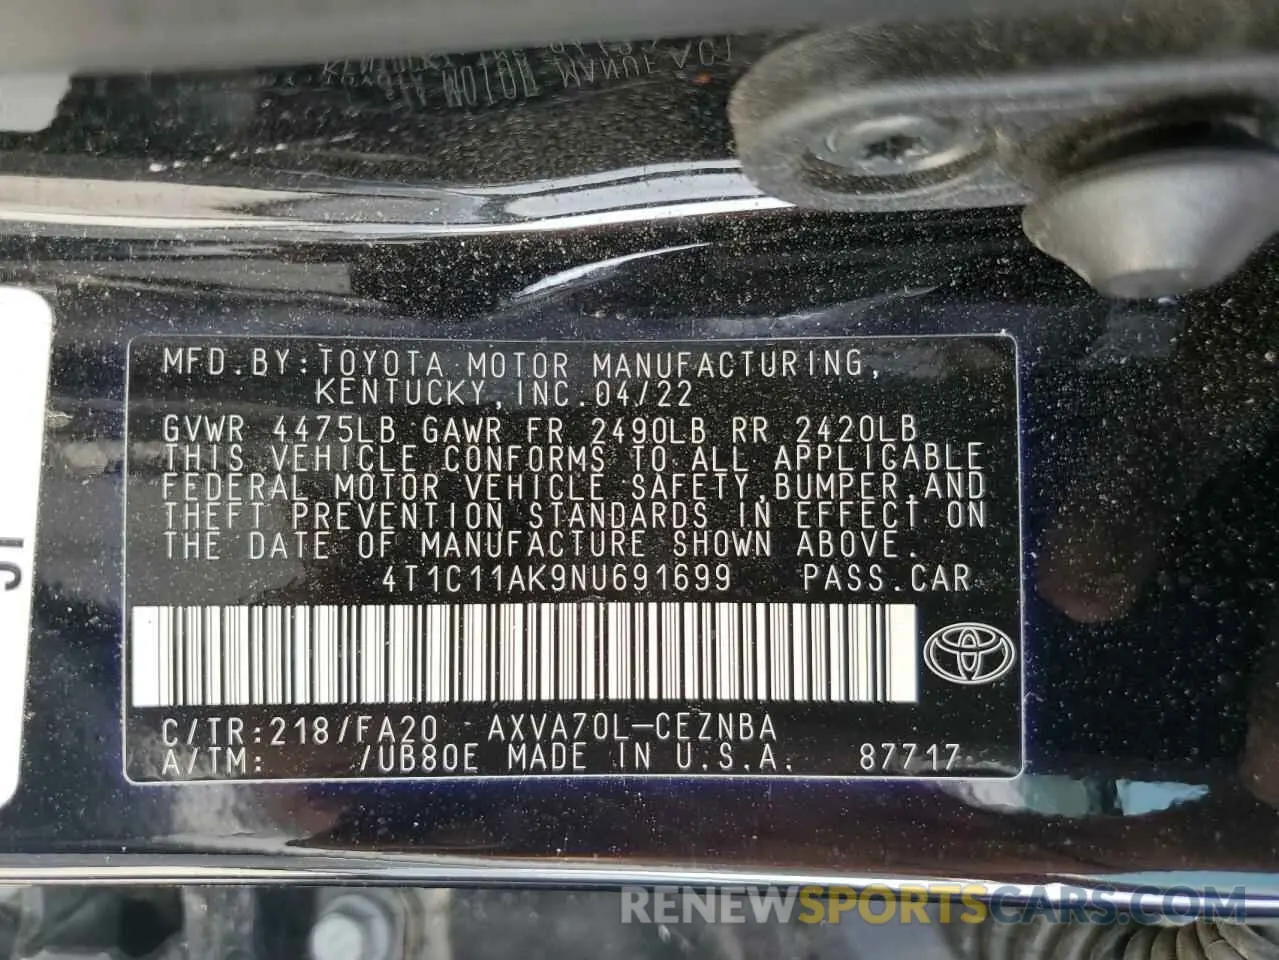 MFD.BY:TOYOTA MOTOR MANUFACTURING,
KENTUCKY,INC.04/22
GVWR 4475LB GAWR FR 2490LB RR 2420LB
THIS VEHICLE CONFORMS TO ALL APPLICABLE
FEDERAL MOTOR VEHICLE SAFETY,BUMPER,AND
THEFT PREVENTION STANDARDS IN EFFECT ON
THE DATE OF MANUFACTURE SHOWN ABOVE.
4T1C11AK9NU691699 PASS.CAR
C/TR:218/FA20 AXVA70L-CEZNBA
A/TM: /UB80E MADE IN U.S.A. 87717
RENEWSPORTSCARS.COM